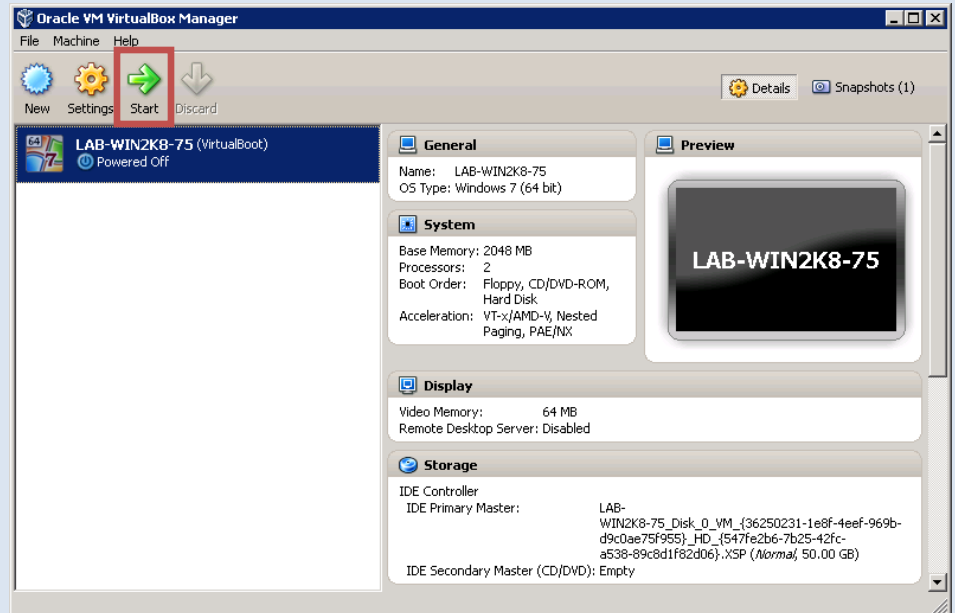 Oracle VM VirtualBox Manager
File Machine Help
New Settings Start Discard
Details Snapshots (1)
64
7
LAB-WIN2K8-75 (VirtualBoot)
Powered Off
General
Name: LAB-WIN2K8-75
OS Type: Windows 7 (64 bit)
System
Base Memory: 2048 MB
Processors: 2
Boot Order: Floppy, CD/DVD-ROM,
Hard Disk
Acceleration: VT-x/AMD-V, Nested
Paging, PAE/NX
Preview
LAB-WIN2K8-75
Display
Video Memory: 64 MB
Remote Desktop Server: Disabled
Storage
IDE Controller
IDE Primary Master: LAB-
WIN2K8-75_Disk_0_VM_{36250231-1e8f-4eef-969b-
d9c0ae75f955}_HD_{547fe2b6-7b25-42fc-
a538-89c8d1f82d06}.XSP (Normal, 50.00 GB)
IDE Secondary Master (CD/DVD): Empty